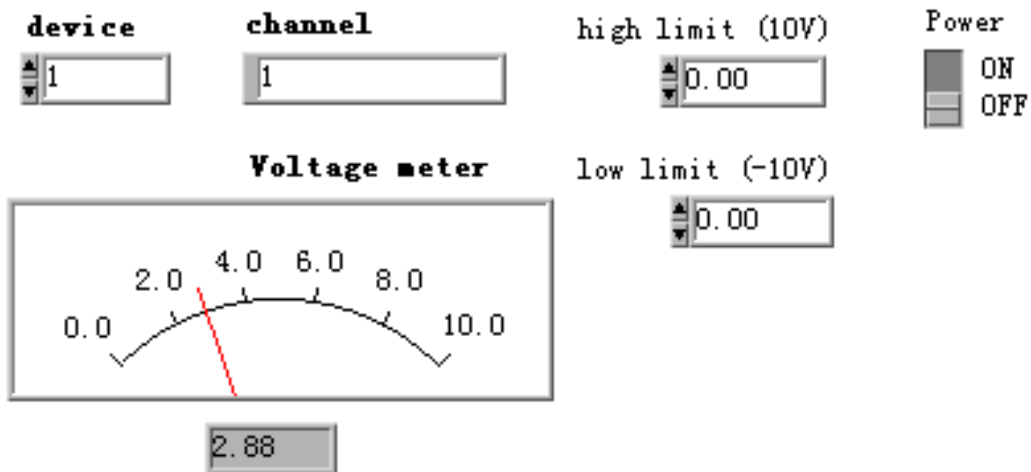 device
channel
high limit (10V)
Power
1
1
0.00
ON
OFF
Voltage meter
low limit (-10V)
0.00
0.0
2.0
4.0
6.0
8.0
10.0
2.88